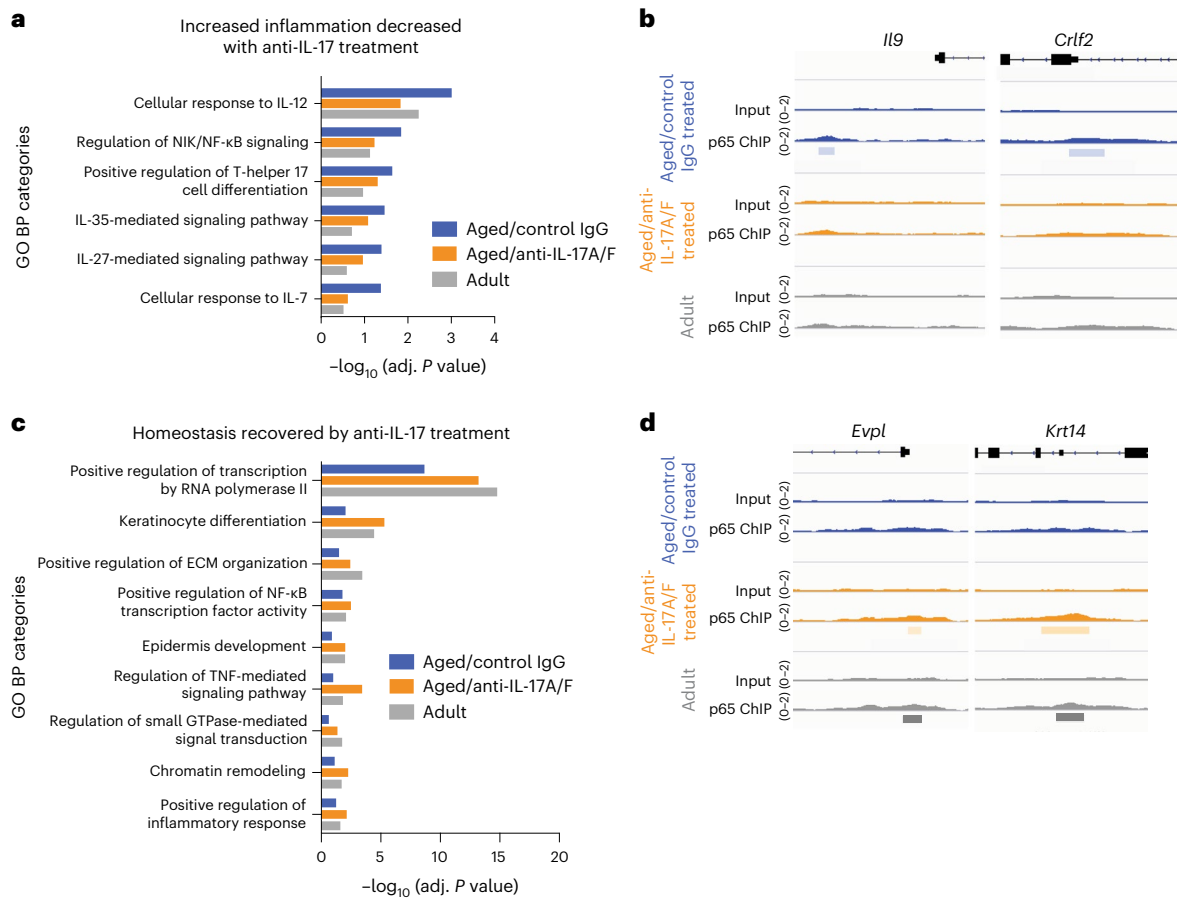 a
Increased inflammation decreased
with anti-IL-17 treatment
GO BP categories
Cellular response to IL-12
Regulation of NIK/NF-κB signaling
Positive regulation of T-helper 17
cell differentiation
IL-35-mediated signaling pathway
IL-27-mediated signaling pathway
Cellular response to IL-7
Aged/control IgG
Aged/anti-IL-17A/F
Adult
0 1 2 3 4
–log10 (adj. P value)
b
Il9 Crlf2
Aged/control
IgG treated
Input (0–2)
p65 ChIP (0–2)
Aged/anti-
IL-17A/F
treated
Input (0–2)
p65 ChIP (0–2)
Adult
Input (0–2)
p65 ChIP (0–2)
c
Homeostasis recovered by anti-IL-17 treatment
GO BP categories
Positive regulation of transcription
by RNA polymerase II
Keratinocyte differentiation
Positive regulation of ECM organization
Positive regulation of NF-κB
transcription factor activity
Epidermis development
Regulation of TNF-mediated
signaling pathway
Regulation of small GTPase-mediated
signal transduction
Chromatin remodeling
Positive regulation of
inflammatory response
Aged/control IgG
Aged/anti-IL-17A/F
Adult
0 5 10 15 20
–log10 (adj. P value)
d
Evpl Krt14
Aged/control
IgG treated
Input (0–2)
p65 ChIP (0–2)
Aged/anti-
IL-17A/F
treated
Input (0–2)
p65 ChIP (0–2)
Adult
Input (0–2)
p65 ChIP (0–2)